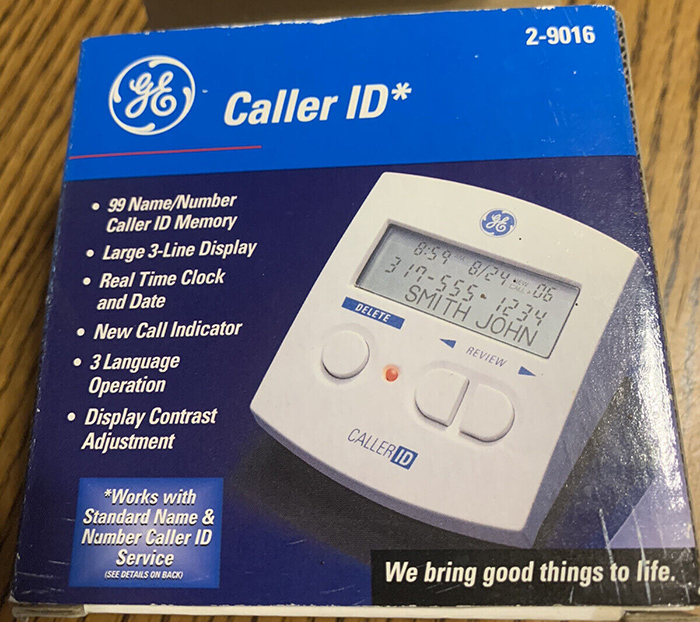 2-9016
GE
Caller ID*
• 99 Name/Number
Caller ID Memory
• Large 3-Line Display
• Real Time Clock
and Date
• New Call Indicator
• 3 Language
Operation
• Display Contrast
Adjustment
*Works with
Standard Name &
Number Caller ID
Service
(SEE DETAILS ON BACK)
GE
8:59 8/24 06
317-555-1234
SMITH JOHN
DELETE
REVIEW
CALLER ID
We bring good things to life.